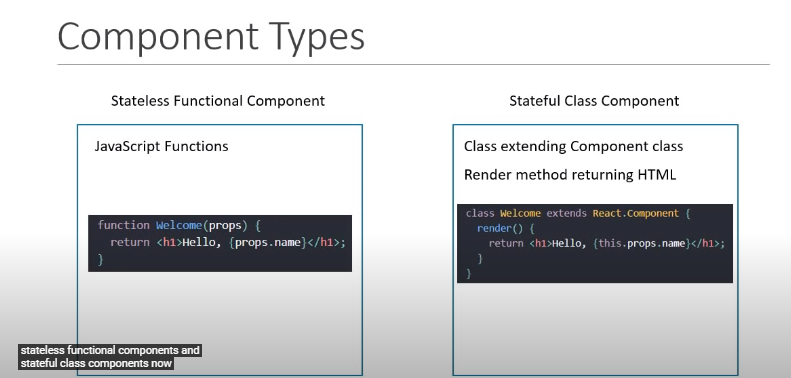 Component Types
Stateless Functional Component
JavaScript Functions
function Welcome(props) {
  return <h1>Hello, {props.name}</h1>;
}
Stateful Class Component
Class extending Component class
Render method returning HTML
class Welcome extends React.Component {
  render() {
    return <h1>Hello, {this.props.name}</h1>;
  }
}
stateless functional components and
stateful class components now